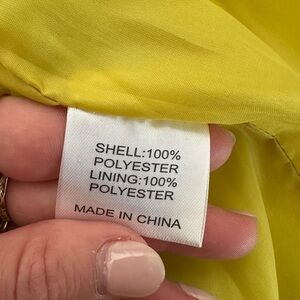 SHELL:100%
POLYESTER
LINING:100%
POLYESTER
MADE IN CHINA